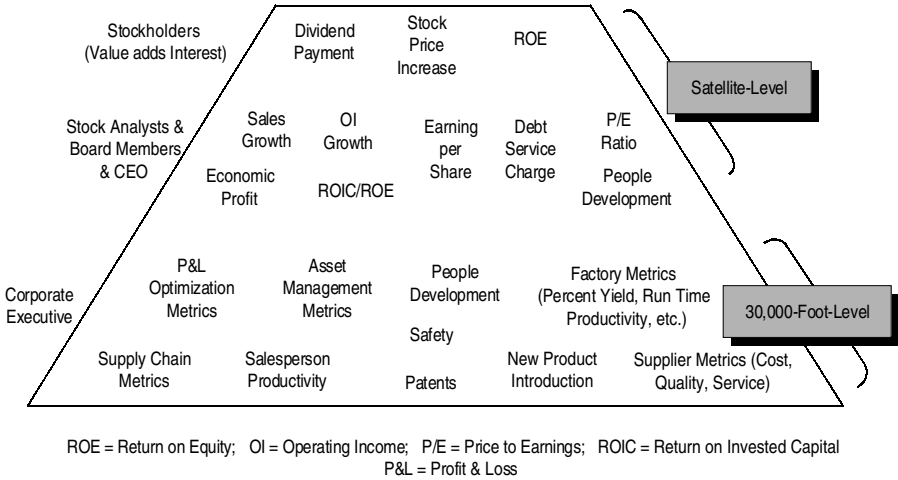 Stockholders
(Value adds Interest)
Dividend
Payment
Stock
Price
Increase
ROE
Satellite-Level
Stock Analysts &
Board Members
& CEO
Sales
Growth
OI
Growth
Earning
per
Share
Debt
Service
Charge
P/E
Ratio
Economic
Profit
ROIC/ROE
People
Development
Corporate
Executive
P&L
Optimization
Metrics
Asset
Management
Metrics
People
Development
Factory Metrics
(Percent Yield, Run Time
Productivity, etc.)
30,000-Foot-Level
Safety
Supply Chain
Metrics
Salesperson
Productivity
Patents
New Product
Introduction
Supplier Metrics (Cost,
Quality, Service)
ROE = Return on Equity; OI = Operating Income; P/E = Price to Earnings; ROIC = Return on Invested Capital
P&L = Profit & Loss